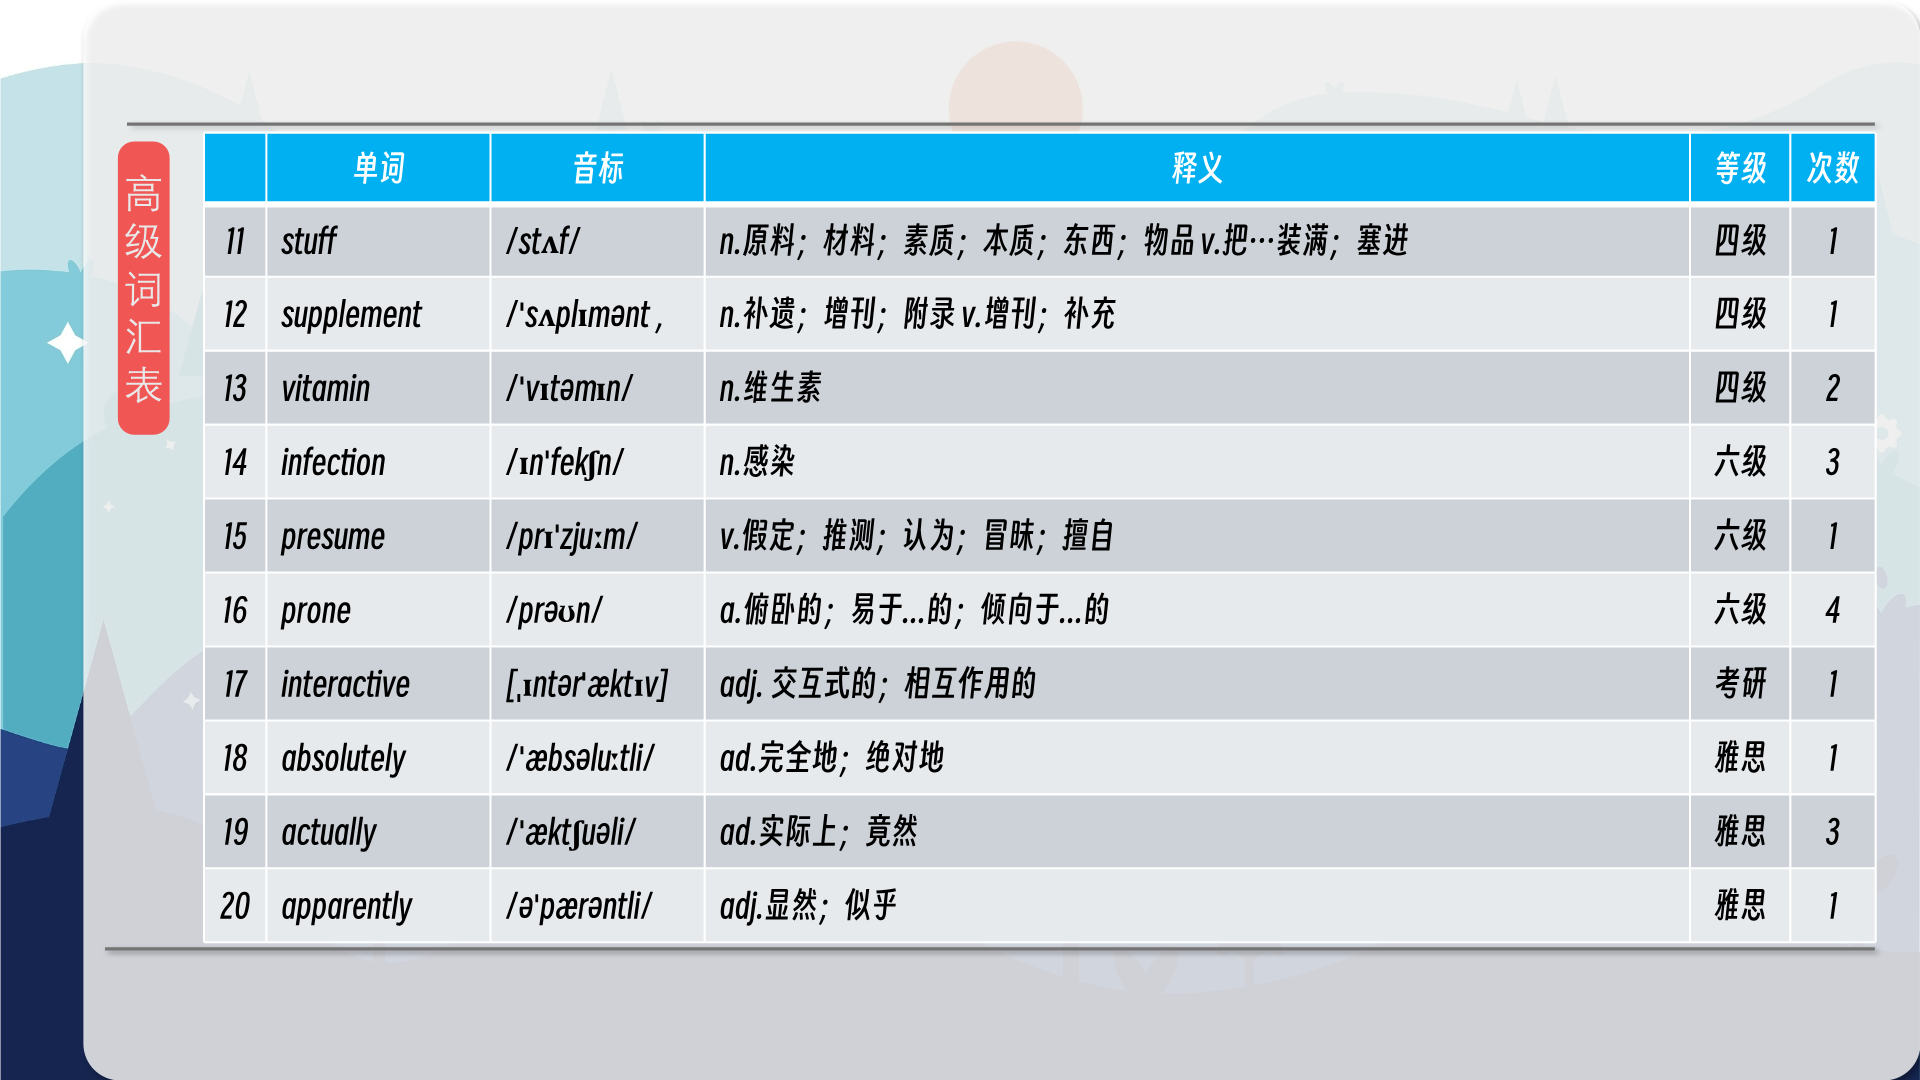 高级词汇表
单词 音标 释义 等级 次数
11 stuff /stʌf/ n.原料；材料；素质；本质；东西；物品 v.把…装满；塞进 四级 1
12 supplement /'sʌplɪmənt , n.补遗；增刊；附录 v.增刊；补充 四级 1
13 vitamin /'vɪtəmɪn/ n.维生素 四级 2
14 infection /ɪn'fekʃn/ n.感染 六级 3
15 presume /prɪ'zjuːm/ v.假定；推测；认为；冒昧；擅自 六级 1
16 prone /prəʊn/ a.俯卧的；易于...的；倾向于...的 六级 4
17 interactive [ˌɪntər'æktɪv] adj. 交互式的；相互作用的 考研 1
18 absolutely /'æbsəluːtli/ ad.完全地；绝对地 雅思 1
19 actually /'æktʃuəli/ ad.实际上；竟然 雅思 3
20 apparently /ə'pærəntli/ adj.显然；似乎 雅思 1